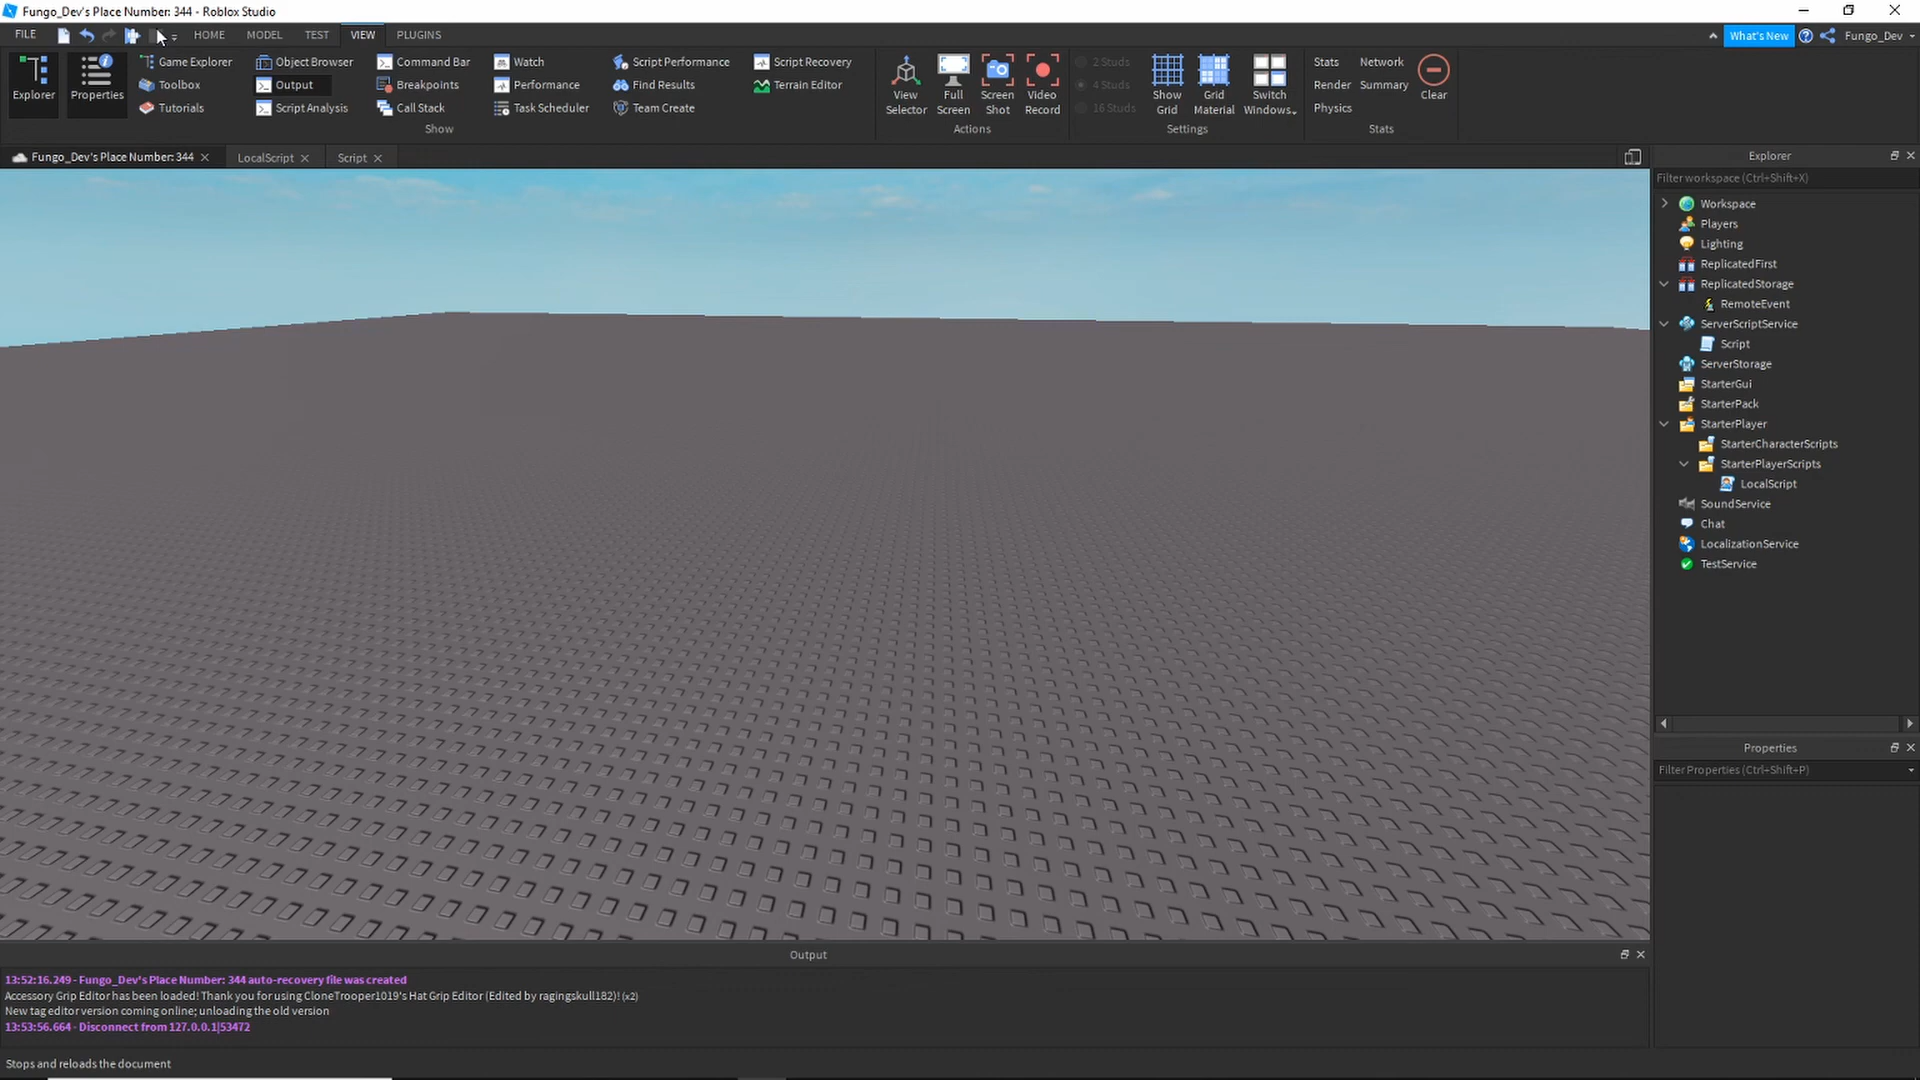 Fungo_Dev's Place Number: 344 - Roblox Studio
FILE HOME MODEL TEST VIEW PLUGINS What's New Fungo_Dev
Explorer
Properties
Game Explorer
Toolbox
Tutorials
Object Browser
Output
Script Analysis
Command Bar
Breakpoints
Call Stack
Watch
Performance
Task Scheduler
Script Performance
Find Results
Team Create
Script Recovery
Terrain Editor
Show
View
Selector
Full
Screen
Screen
Shot
Video
Record
Actions
2 Studs
4 Studs
16 Studs
Show
Grid
Grid
Material
Switch
Windows
Settings
Stats
Render
Physics
Network
Summary
Clear
Stats
Fungo_Dev's Place Number: 344
LocalScript
Script
Explorer
Filter workspace (Ctrl+Shift+X)
Workspace
Players
Lighting
ReplicatedFirst
ReplicatedStorage
RemoteEvent
ServerScriptService
Script
ServerStorage
StarterGui
StarterPack
StarterPlayer
StarterCharacterScripts
StarterPlayerScripts
LocalScript
SoundService
Chat
LocalizationService
TestService
Properties
Filter Properties (Ctrl+Shift+P)
Output
13:52:16.249 - Fungo_Dev's Place Number: 344 auto-recovery file was created
Accessory Grip Editor has been loaded! Thank you for using CloneTrooper1019's Hat Grip Editor (Edited by ragingskull182)! (x2)
New tag editor version coming online; unloading the old version
13:53:56.664 - Disconnect from 127.0.0.1|53472
Stops and reloads the document